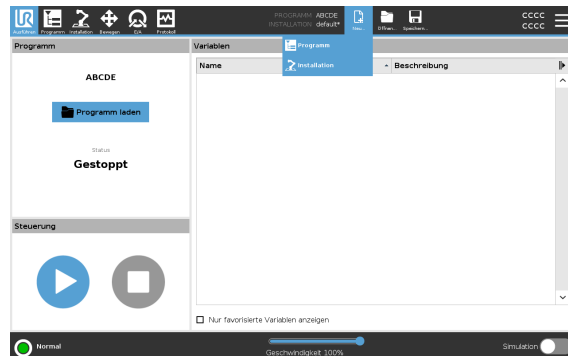 UR
Ausführen Programm Installation Bewegen E/A Protokoll
PROGRAMM ABCDE
INSTALLATION default*
Neu... Öffnen... Speichern...
CCCC
CCCC
Programm
Variablen
Programm
Installation
Name
Beschreibung
ABCDE
Programm laden
Status
Gestoppt
Steuerung
Nur favorisierte Variablen anzeigen
Normal
Geschwindigkeit 100%
Simulation